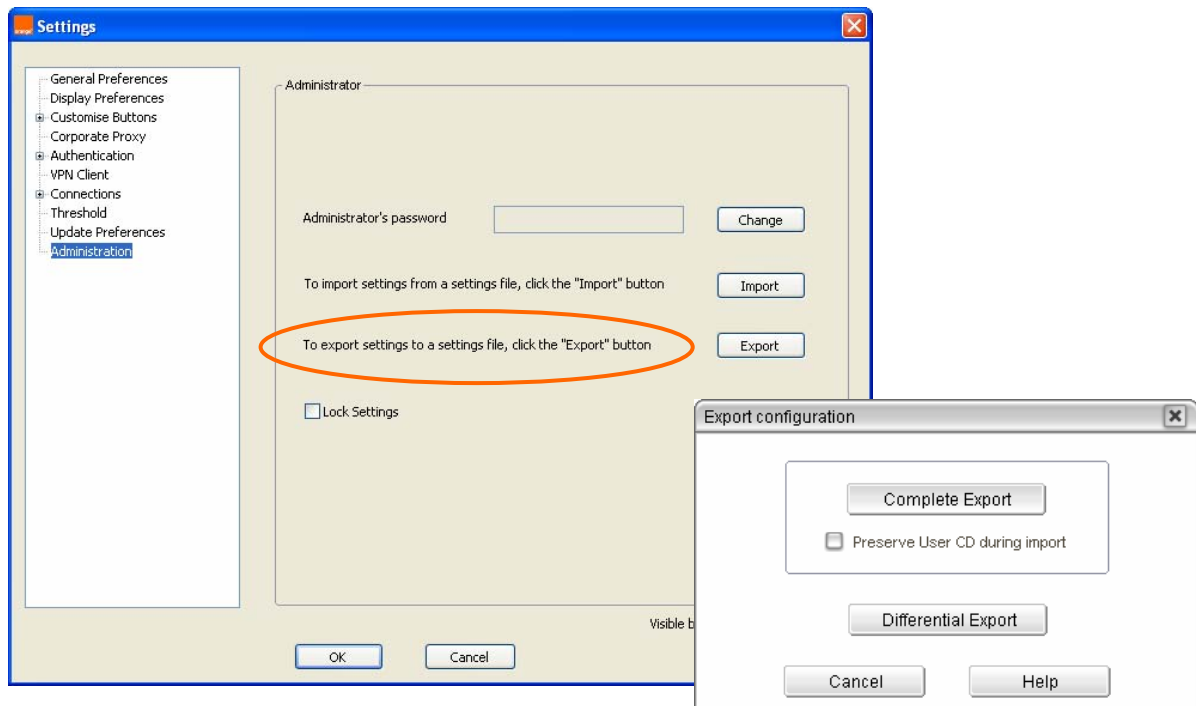 Settings
General Preferences
Display Preferences
Customise Buttons
Corporate Proxy
Authentication
VPN Client
Connections
Threshold
Update Preferences
Administration
Administrator
Administrator's password
Change
To import settings from a settings file, click the "Import" button
Import
To export settings to a settings file, click the "Export" button
Export
Lock Settings
Visible b
OK
Cancel
Export configuration
Complete Export
Preserve User CD during import
Differential Export
Cancel
Help